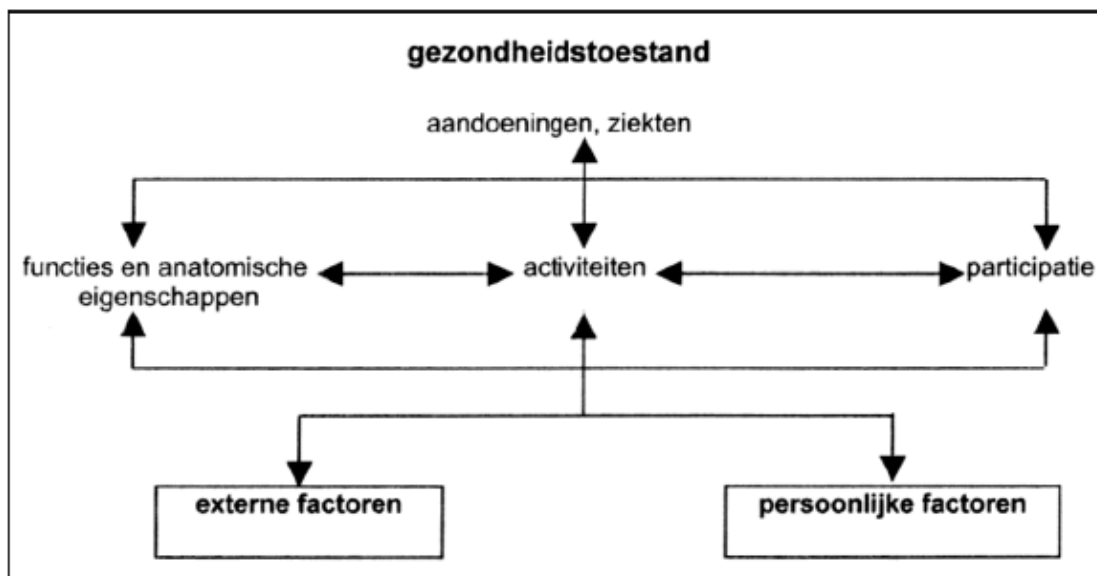 gezondheidstoestand
aandoeningen, ziekten
functies en anatomische
eigenschappen
activiteiten
participatie
externe factoren
persoonlijke factoren